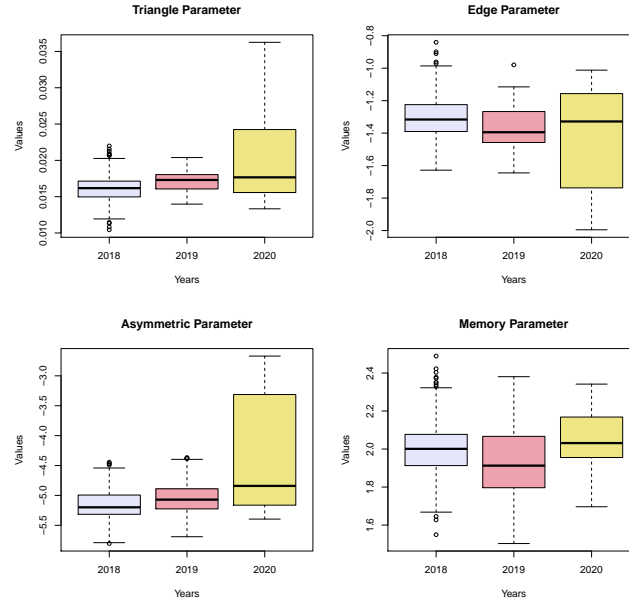 Triangle Parameter
Values
0.010 0.015 0.020 0.025 0.030 0.035
2018 2019 2020
Years
Edge Parameter
Values
−2.0 −1.8 −1.6 −1.4 −1.2 −1.0 −0.8
2018 2019 2020
Years
Asymmetric Parameter
Values
−5.5 −5.0 −4.5 −4.0 −3.5 −3.0
2018 2019 2020
Years
Memory Parameter
Values
1.6 1.8 2.0 2.2 2.4
2018 2019 2020
Years